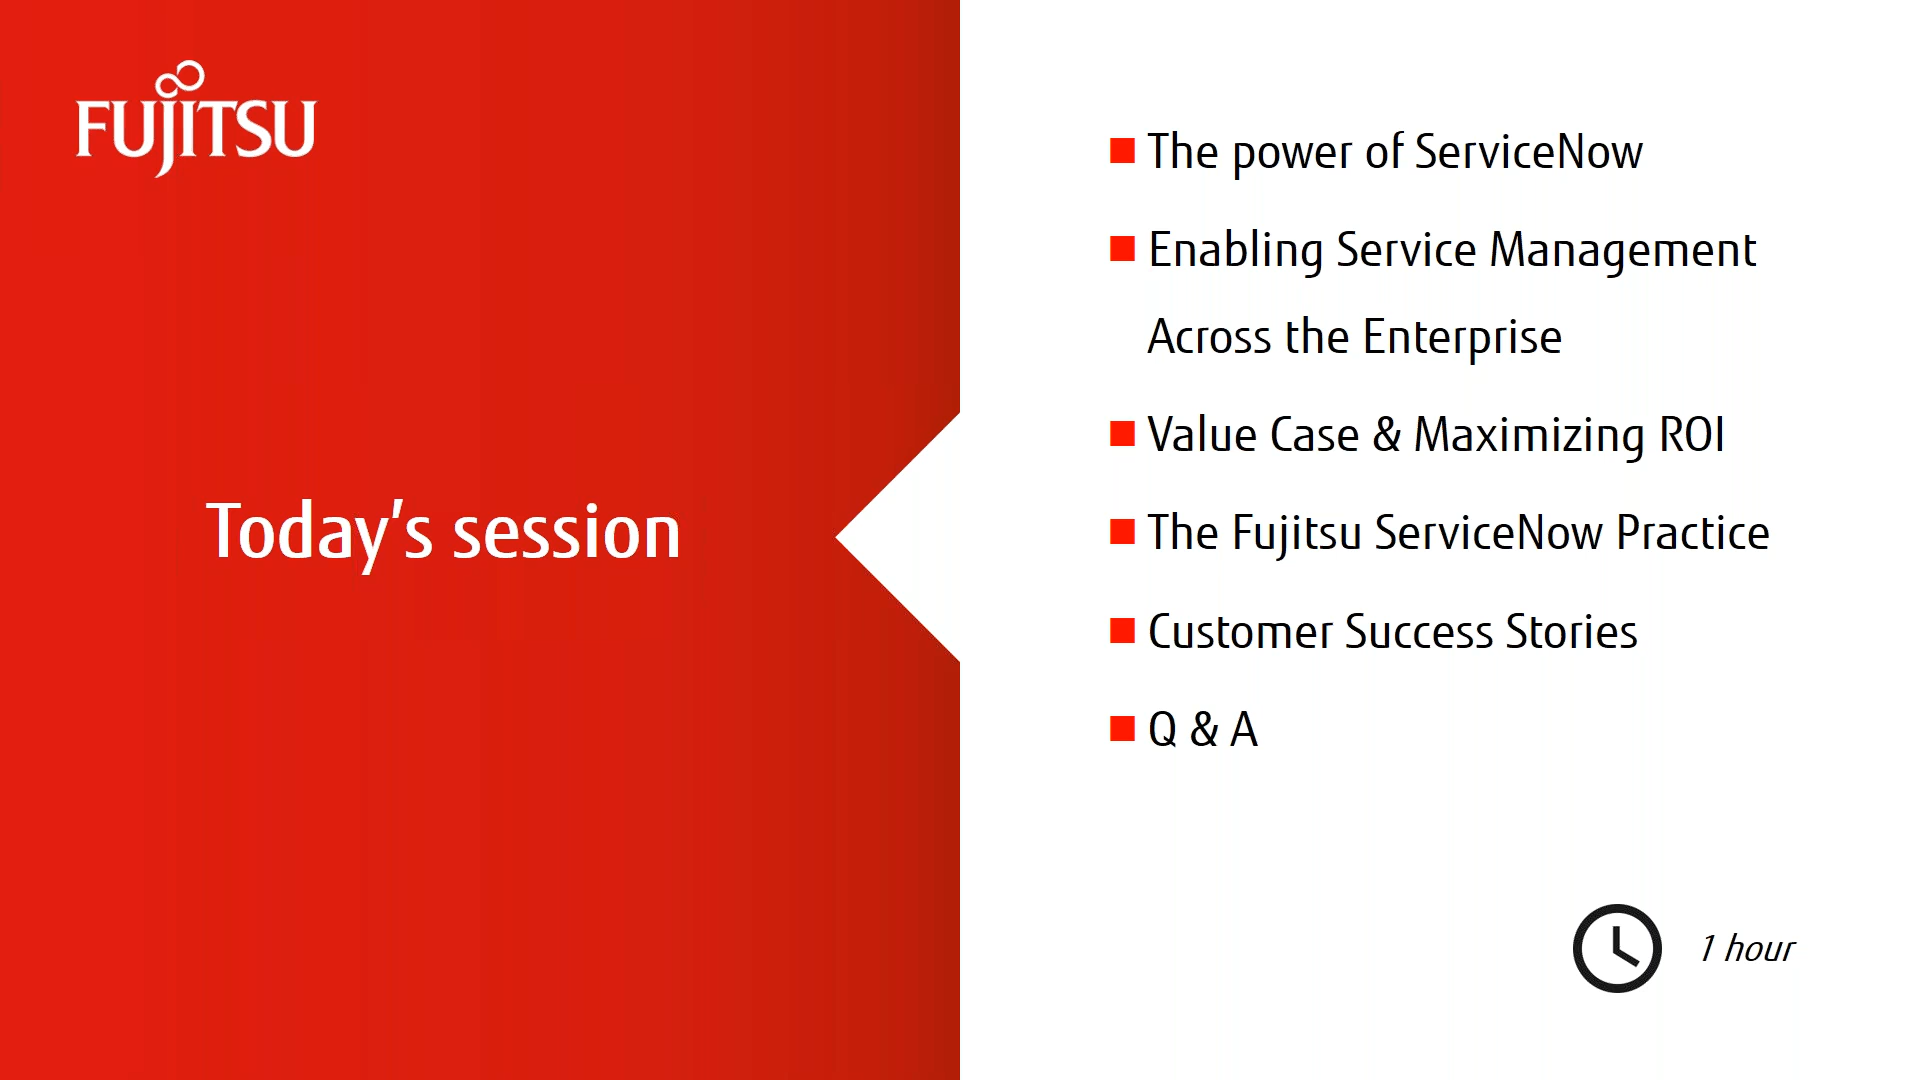 FUJITSU
Today's session
The power of ServiceNow
Enabling Service Management
Across the Enterprise
Value Case & Maximizing ROI
The Fujitsu ServiceNow Practice
Customer Success Stories
Q & A
1 hour